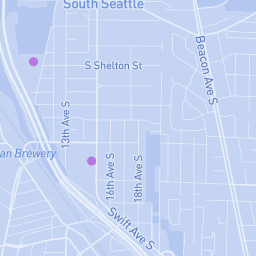 South Seattle
S Shelton St
Beacon Ave S
13th Ave S
an Brewery
16th Ave S
18th Ave S
Swift Ave S